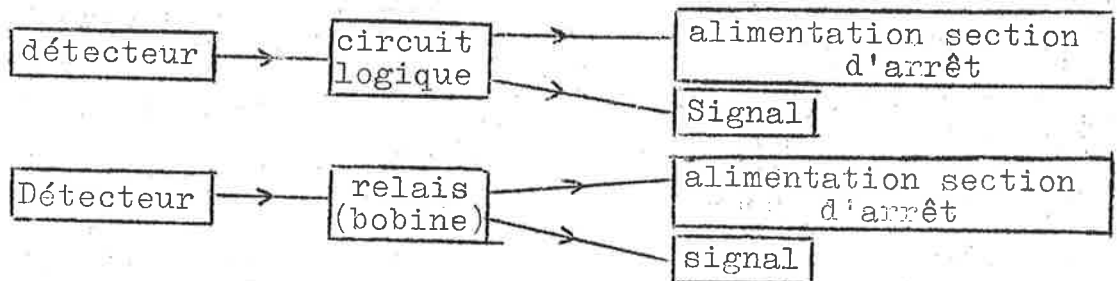 détecteur
circuit
logique
alimentation section
d'arrêt
Signal
Détecteur
relais
(bobine)
alimentation section
d'arrêt
signal